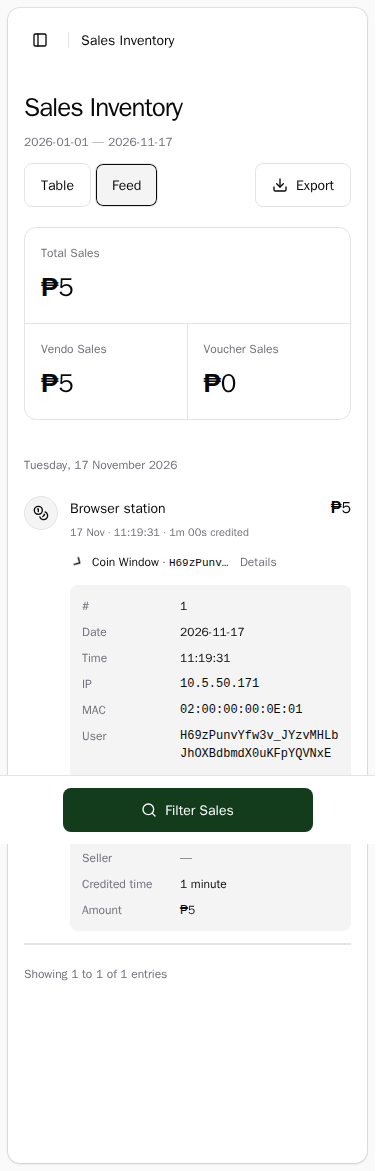 Sales Inventory
Sales Inventory
2026-01-01 — 2026-11-17
Table
Feed
Export
Total Sales
₱5
Vendo Sales
Voucher Sales
₱5
₱0
Tuesday, 17 November 2026
Browser station
₱5
17 Nov · 11:19:31 · 1m 00s credited
Coin Window · H69zPunv… Details
# 1
Date 2026-11-17
Time 11:19:31
IP 10.5.50.171
MAC 02:00:00:00:0E:01
User H69zPunvYfw3v_JYzvMHLb
JhOXBdbmdX0uKFpYQVNxE
Filter Sales
Seller —
Credited time 1 minute
Amount ₱5
Showing 1 to 1 of 1 entries